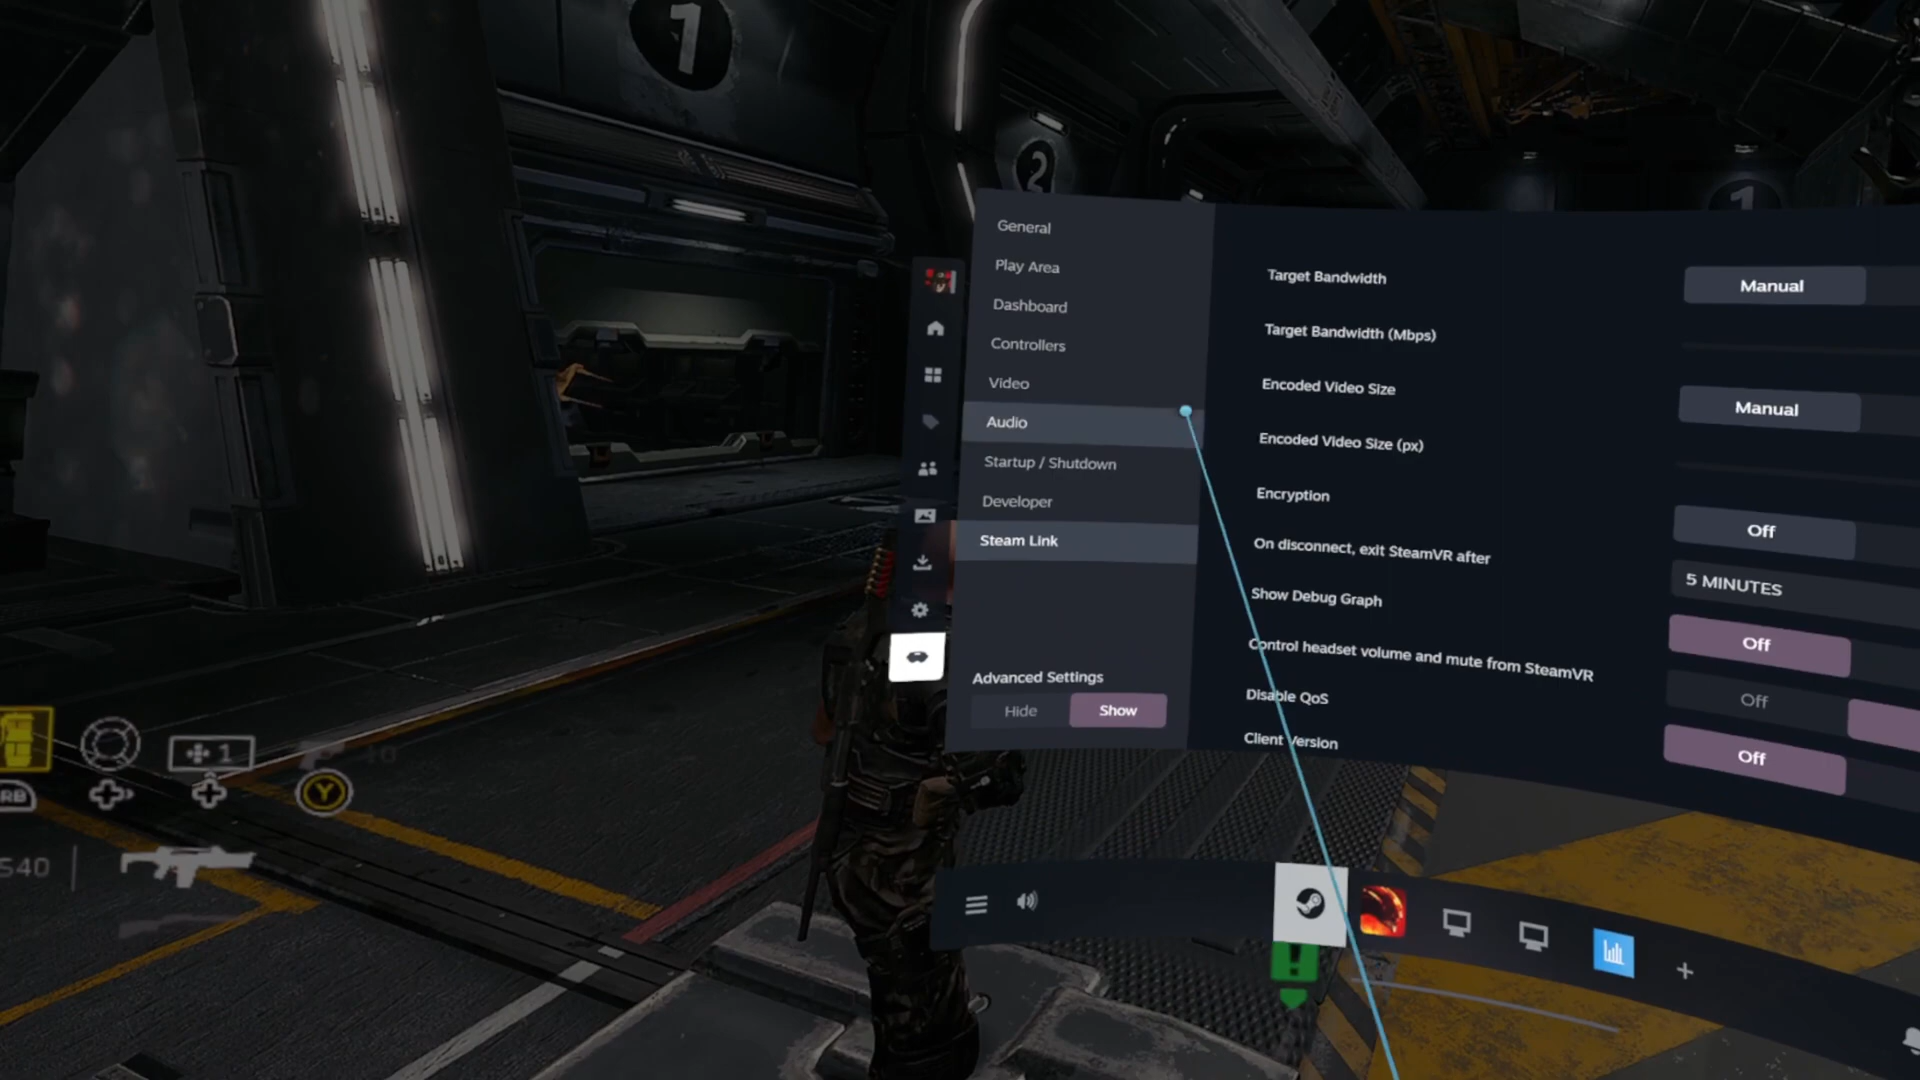 1
2
1
General
Play Area
Dashboard
Controllers
Video
Audio
Startup / Shutdown
Developer
Steam Link
Advanced Settings
Hide
Show
Target Bandwidth
Manual
Target Bandwidth (Mbps)
Encoded Video Size
Manual
Encoded Video Size (px)
Encryption
Off
On disconnect, exit SteamVR after
5 MINUTES
Show Debug Graph
Off
Control headset volume and mute from SteamVR
Off
Disable QoS
Off
Client Version
1
RB
Y
540